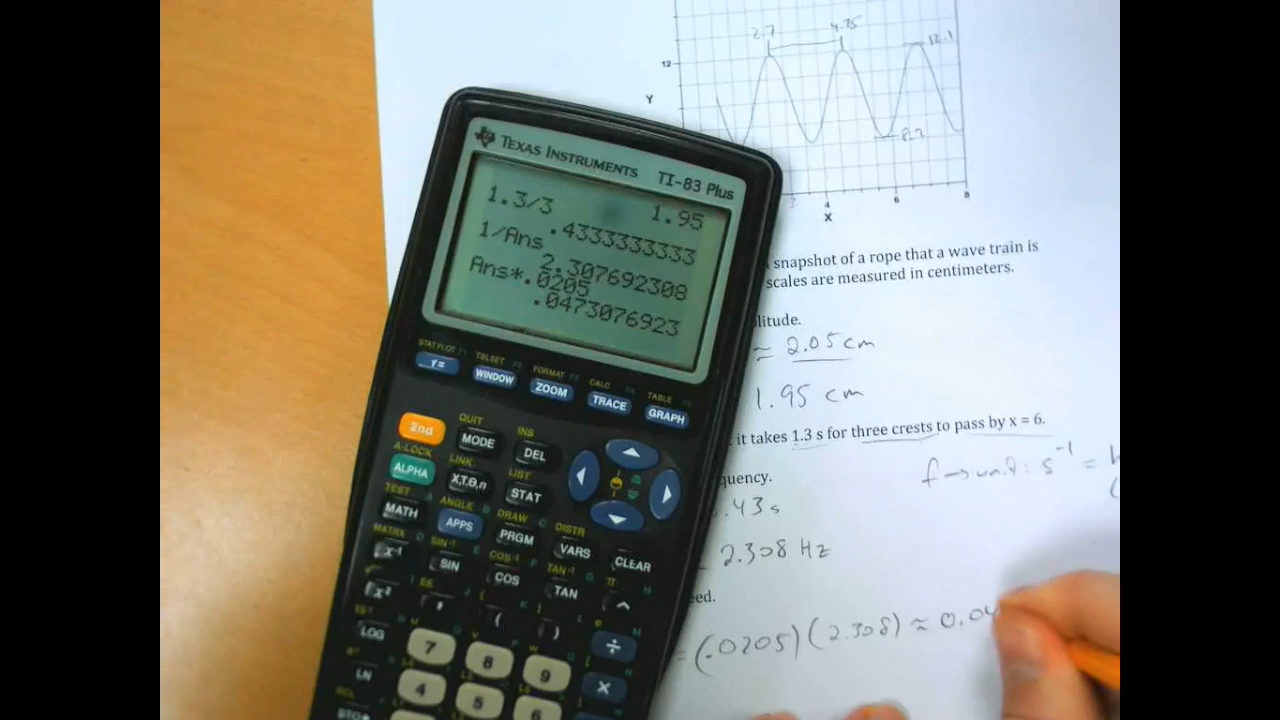 2.7 4.75
12.1
12
Y
8.2
4 6 8
X
TEXAS INSTRUMENTS TI-83 Plus
1.95
1.3/3
.4333333333
1/Ans
2.307692308
Ans*.0205
.0473076923
snapshot of a rope that a wave train is
scales are measured in centimeters.
litude.
≈ 2.05 cm
1.95 cm
it takes 1.3 s for three crests to pass by x = 6.
f → unit: s⁻¹ =
quency.
.43 s
2.308 Hz
eed.
= (.0205)(2.308) ≈ 0.04
STAT PLOT TBLSET FORMAT CALC TABLE
Y= WINDOW ZOOM TRACE GRAPH
QUIT INS
2nd MODE DEL
A-LOCK LINK LIST
ALPHA X,T,Θ,n STAT
TEST ANGLE DRAW DISTR
MATH APPS PRGM VARS CLEAR
MATRX SIN⁻¹ COS⁻¹ TAN⁻¹ π
x⁻¹ SIN COS TAN ^
EE
x² , ( ) ÷
LOG 7 8 9 ×
LN 4 5 6
STO